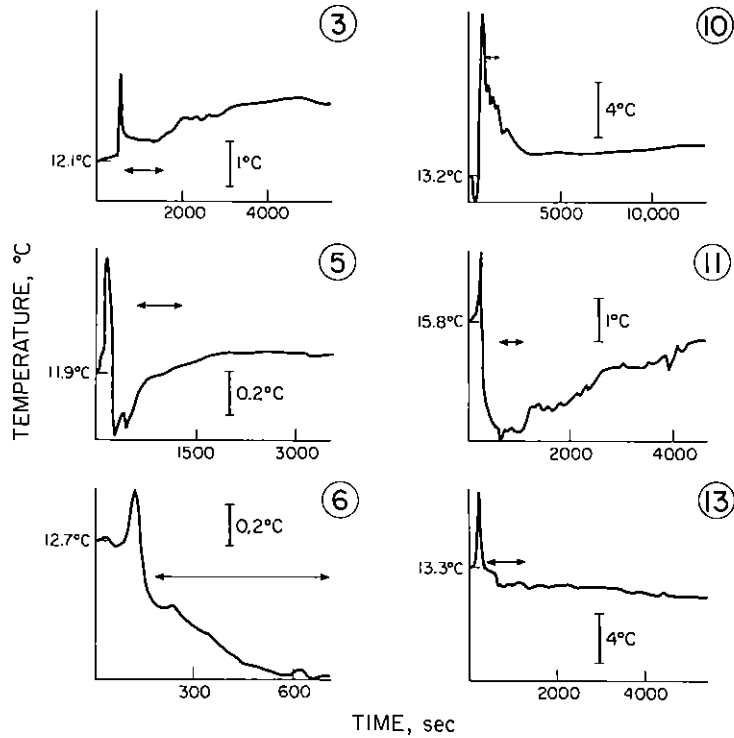 TEMPERATURE, °C
3
12.1°C
1°C
2000 4000
10
4°C
13.2°C
5000 10,000
5
11.9°C
0.2°C
1500 3000
11
15.8°C
1°C
2000 4000
6
12.7°C
0.2°C
300 600
13
13.3°C
4°C
2000 4000
TIME, sec